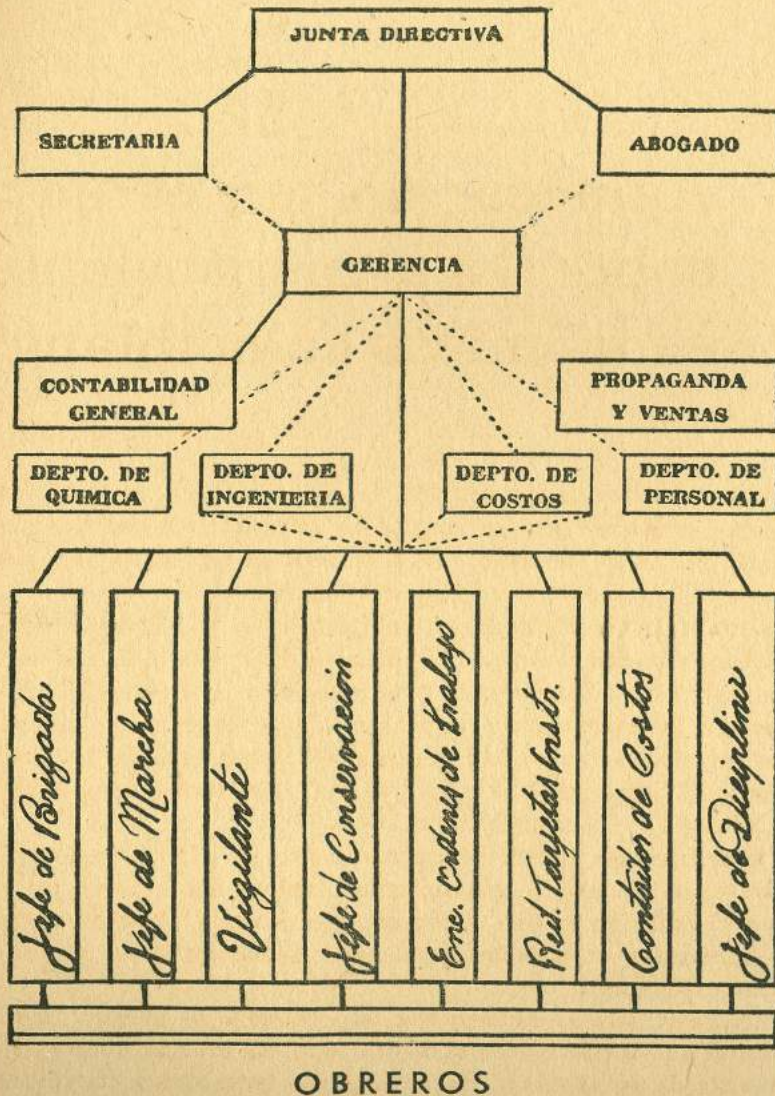 JUNTA DIRECTIVA
SECRETARIA
ABOGADO
GERENCIA
CONTABILIDAD
GENERAL
PROPAGANDA
Y VENTAS
DEPTO. DE
QUIMICA
DEPTO. DE
INGENIERIA
DEPTO. DE
COSTOS
DEPTO. DE
PERSONAL
Jefe de Brigada
Jefe de Marcha
Vigilante
Jefe de Conservacion
Enc. Ordenes de Trabajo
Red. Tarjetas Instr.
Contador de Costos
Jefe de Disciplina
OBREROS